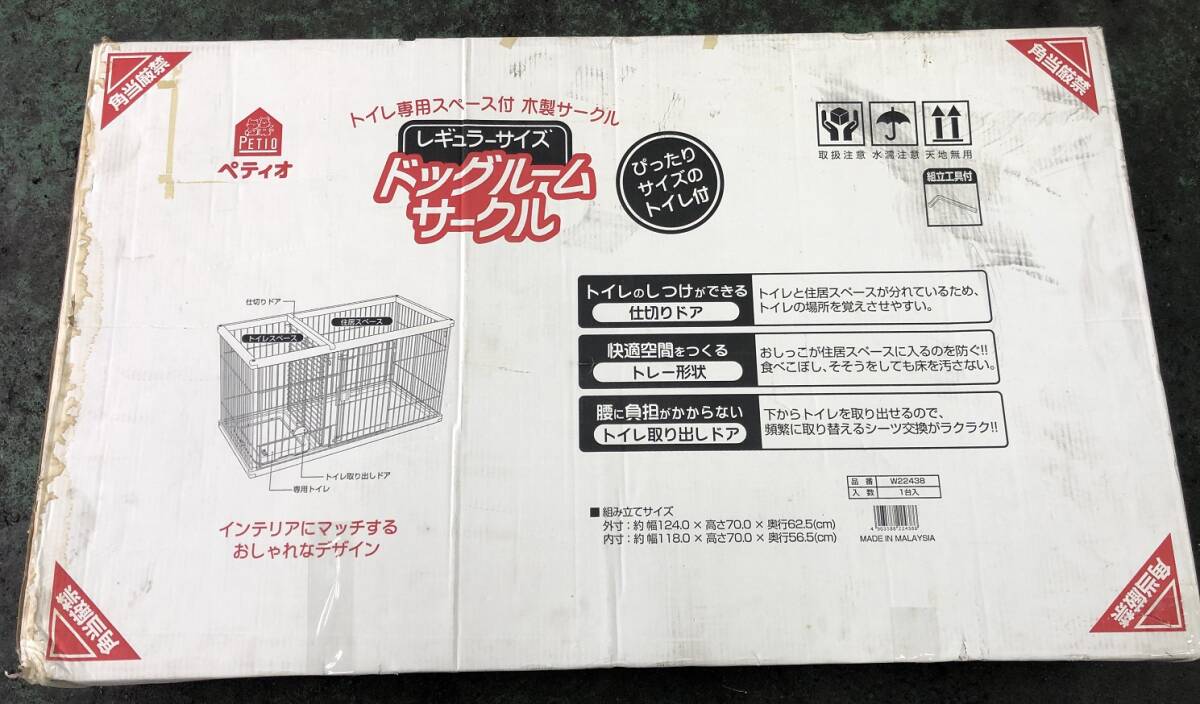 角当厳禁
角当厳禁
PETIO
ペティオ
トイレ専用スペース付 木製サークル
レギュラーサイズ
ドッグルーム
サークル
ぴったり
サイズの
トイレ付
取扱注意 水濡注意 天地無用
組立工具付
仕切りドア
住居スペース
トイレスペース
トイレ取り出しドア
専用トイレ
インテリアにマッチする
おしゃれなデザイン
トイレのしつけができる
仕切りドア
トイレと住居スペースが分れているため、
トイレの場所を覚えさせやすい。
快適空間をつくる
トレー形状
おしっこが住居スペースに入るのを防ぐ!!
食べこぼし、そそうをしても床を汚さない。
腰に負担がかからない
トイレ取り出しドア
下からトイレを取り出せるので、
頻繁に取り替えるシーツ交換がラクラク!!
品番 W22438
入数 1台入
■組み立てサイズ
外寸：約 幅124.0 × 高さ70.0 × 奥行62.5(cm)
内寸：約 幅118.0 × 高さ70.0 × 奥行56.5(cm)
MADE IN MALAYSIA
角当厳禁
角当厳禁